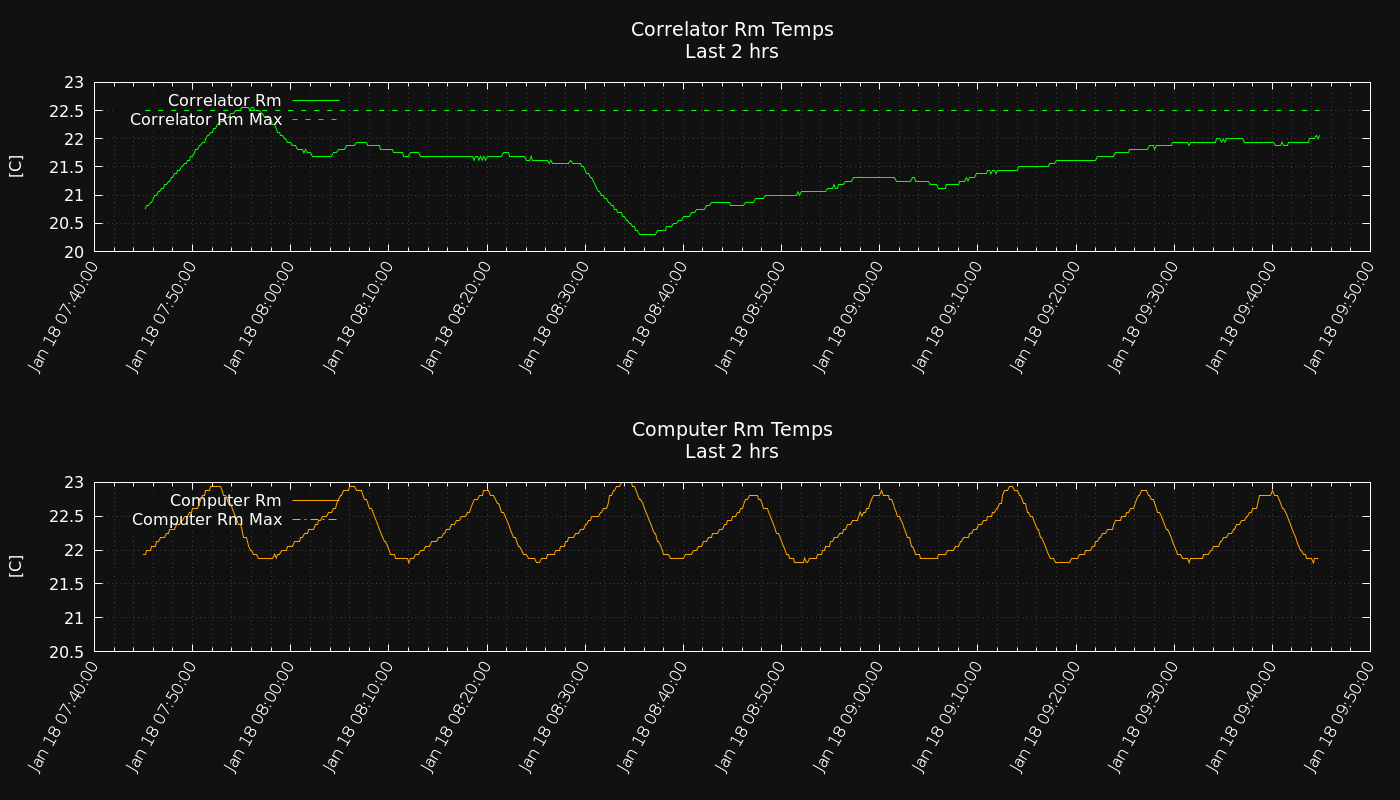 Correlator Rm Temps
Last 2 hrs
23
22.5
22
21.5
21
20.5
20
[C]
Correlator Rm
Correlator Rm Max
Jan 18 07:40:00
Jan 18 07:50:00
Jan 18 08:00:00
Jan 18 08:10:00
Jan 18 08:20:00
Jan 18 08:30:00
Jan 18 08:40:00
Jan 18 08:50:00
Jan 18 09:00:00
Jan 18 09:10:00
Jan 18 09:20:00
Jan 18 09:30:00
Jan 18 09:40:00
Jan 18 09:50:00
Computer Rm Temps
Last 2 hrs
23
22.5
22
21.5
21
20.5
[C]
Computer Rm
Computer Rm Max
Jan 18 07:40:00
Jan 18 07:50:00
Jan 18 08:00:00
Jan 18 08:10:00
Jan 18 08:20:00
Jan 18 08:30:00
Jan 18 08:40:00
Jan 18 08:50:00
Jan 18 09:00:00
Jan 18 09:10:00
Jan 18 09:20:00
Jan 18 09:30:00
Jan 18 09:40:00
Jan 18 09:50:00